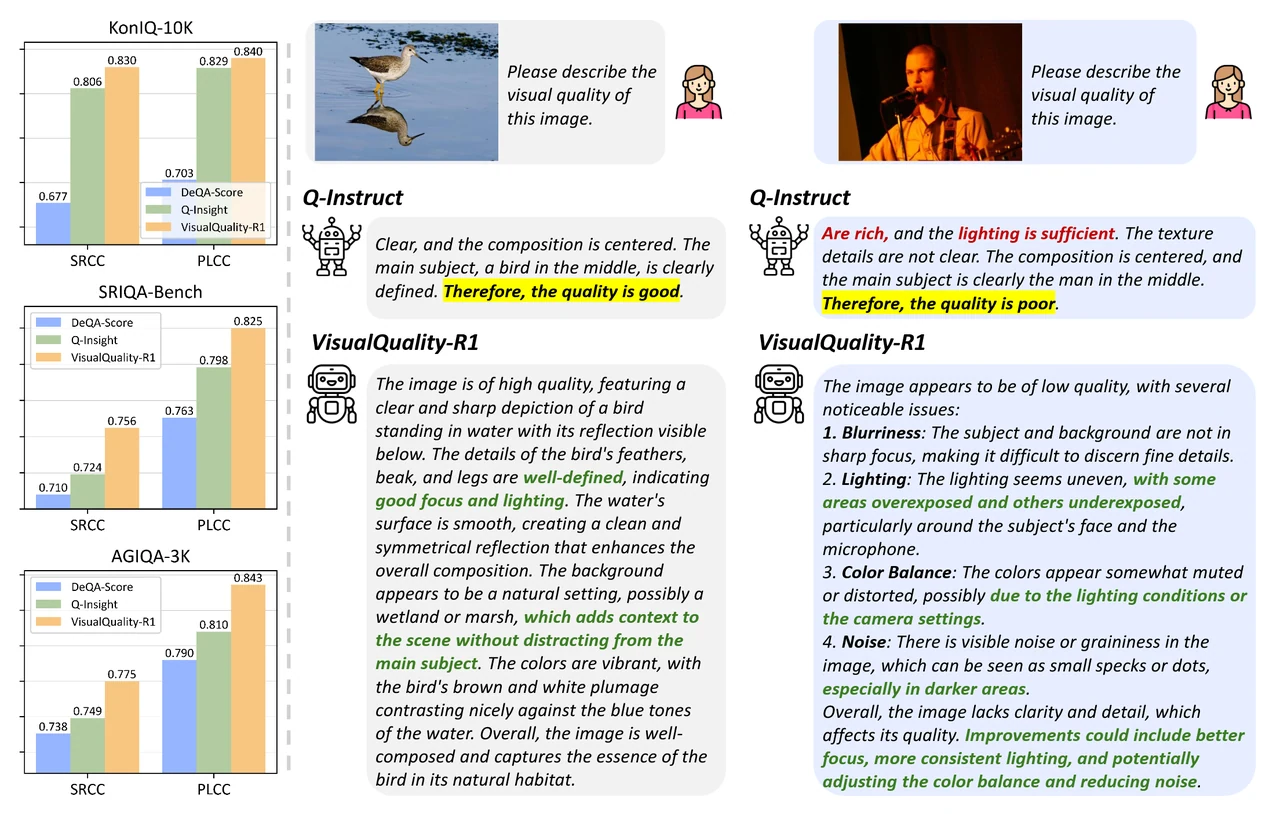 KonIQ-10K
0.677
0.806
0.830
0.703
0.829
0.840
DeQA-Score
Q-Insight
VisualQuality-R1
SRCC
PLCC
SRIQA-Bench
DeQA-Score
Q-Insight
VisualQuality-R1
0.710
0.724
0.756
0.763
0.798
0.825
SRCC
PLCC
AGIQA-3K
DeQA-Score
Q-Insight
VisualQuality-R1
0.738
0.749
0.775
0.790
0.810
0.843
SRCC
PLCC
Please describe the
visual quality of
this image.
Q-Instruct
Clear, and the composition is centered. The
main subject, a bird in the middle, is clearly
defined. Therefore, the quality is good.
VisualQuality-R1
The image is of high quality, featuring a
clear and sharp depiction of a bird
standing in water with its reflection visible
below. The details of the bird's feathers,
beak, and legs are well-defined, indicating
good focus and lighting. The water's
surface is smooth, creating a clean and
symmetrical reflection that enhances the
overall composition. The background
appears to be a natural setting, possibly a
wetland or marsh, which adds context to
the scene without distracting from the
main subject. The colors are vibrant, with
the bird's brown and white plumage
contrasting nicely against the blue tones
of the water. Overall, the image is well-
composed and captures the essence of the
bird in its natural habitat.
Please describe the
visual quality of
this image.
Q-Instruct
Are rich, and the lighting is sufficient. The texture
details are not clear. The composition is centered, and
the main subject is clearly the man in the middle.
Therefore, the quality is poor.
VisualQuality-R1
The image appears to be of low quality, with several
noticeable issues:
1. Blurriness: The subject and background are not in
sharp focus, making it difficult to discern fine details.
2. Lighting: The lighting seems uneven, with some
areas overexposed and others underexposed,
particularly around the subject's face and the
microphone.
3. Color Balance: The colors appear somewhat muted
or distorted, possibly due to the lighting conditions or
the camera settings.
4. Noise: There is visible noise or graininess in the
image, which can be seen as small specks or dots,
especially in darker areas.
Overall, the image lacks clarity and detail, which
affects its quality. Improvements could include better
focus, more consistent lighting, and potentially
adjusting the color balance and reducing noise.